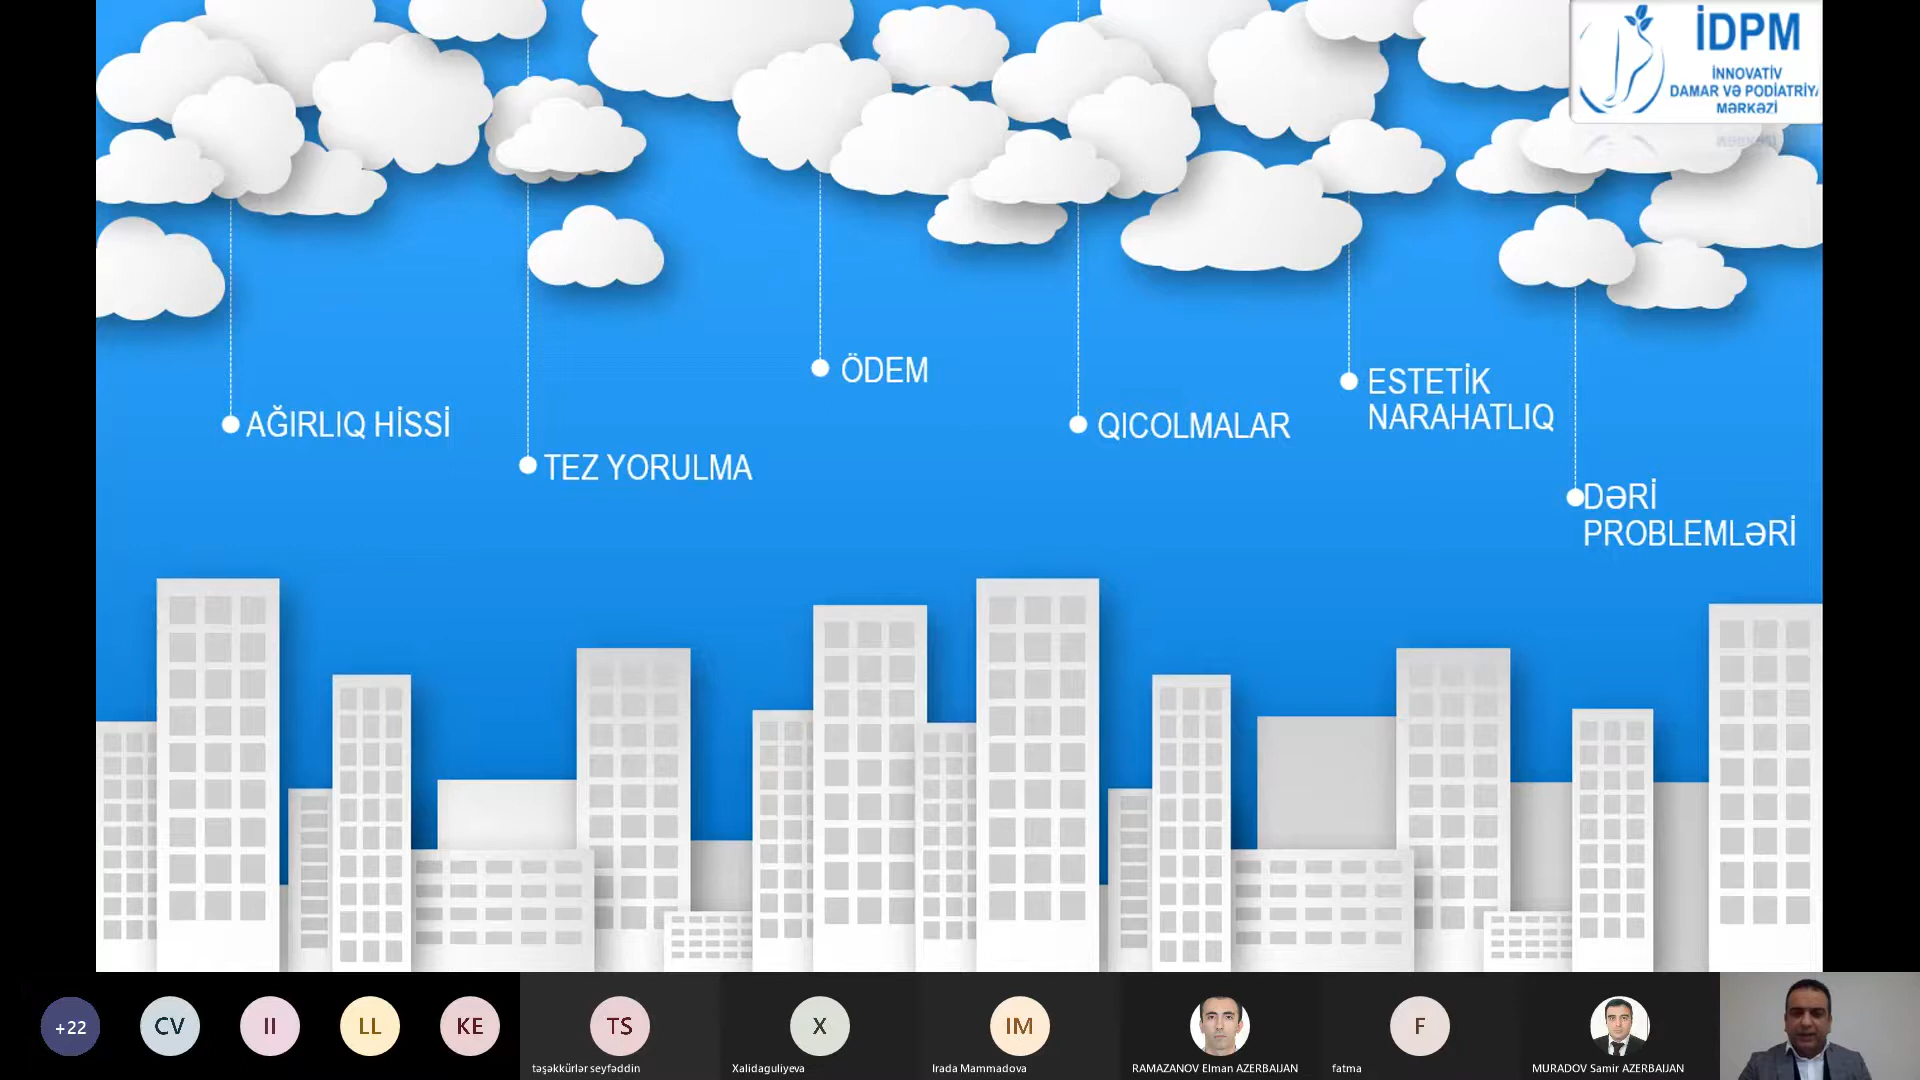 İDPM
İNNOVATİV
DAMAR VƏ PODİATRİYA
MƏRKƏZİ
ÖDEM
ESTETİK
NARAHATLIQ
AĞIRLIQ HİSSİ
QICOLMALAR
TEZ YORULMA
DƏRİ
PROBLEMLƏRİ
+22
CV
II
LL
KE
TS
X
IM
F
təşəkkürlər seyfəddin
Xalidaguliyeva
Irada Mammadova
RAMAZANOV Elman AZERBAIJAN
fatma
MURADOV Samir AZERBAIJAN